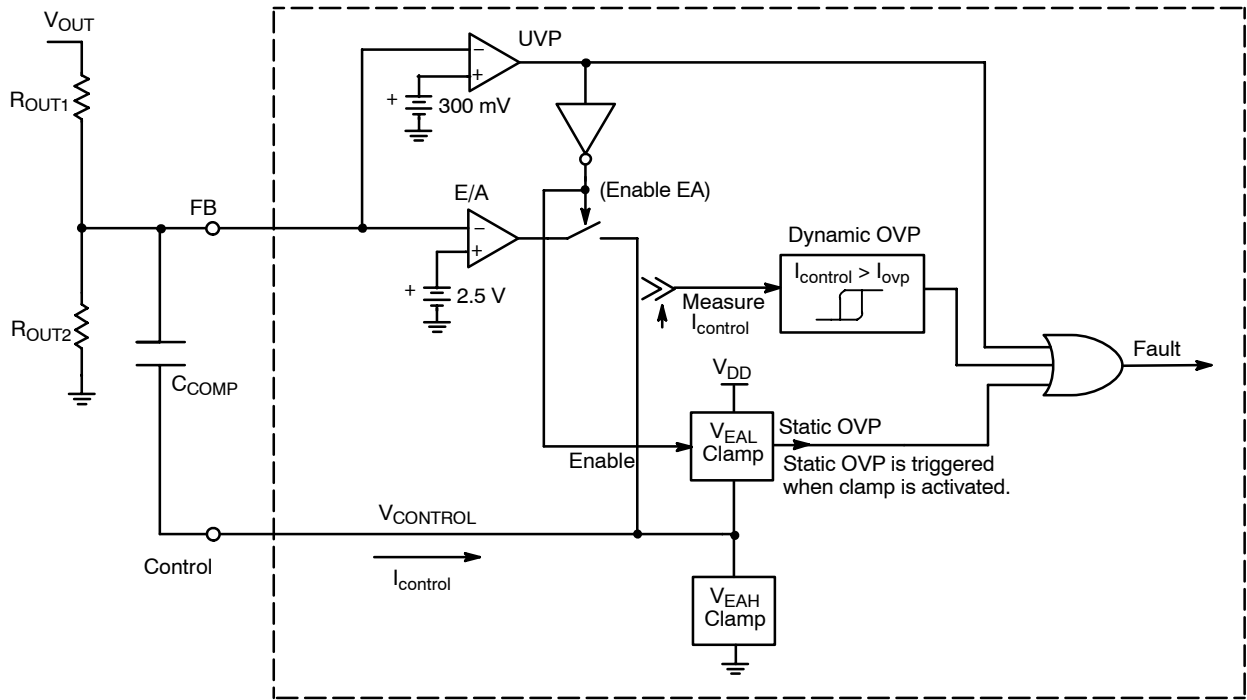 VOUT
UVP
ROUT1
−
+
+
300 mV
(Enable EA)
E/A
FB
−
+
Dynamic OVP
Icontrol > Iovp
+
2.5 V
Measure
Icontrol
ROUT2
Fault
CCOMP
VDD
VEAL
Clamp
Static OVP
Enable
Static OVP is triggered
when clamp is activated.
VCONTROL
Control
Icontrol
VEAH
Clamp